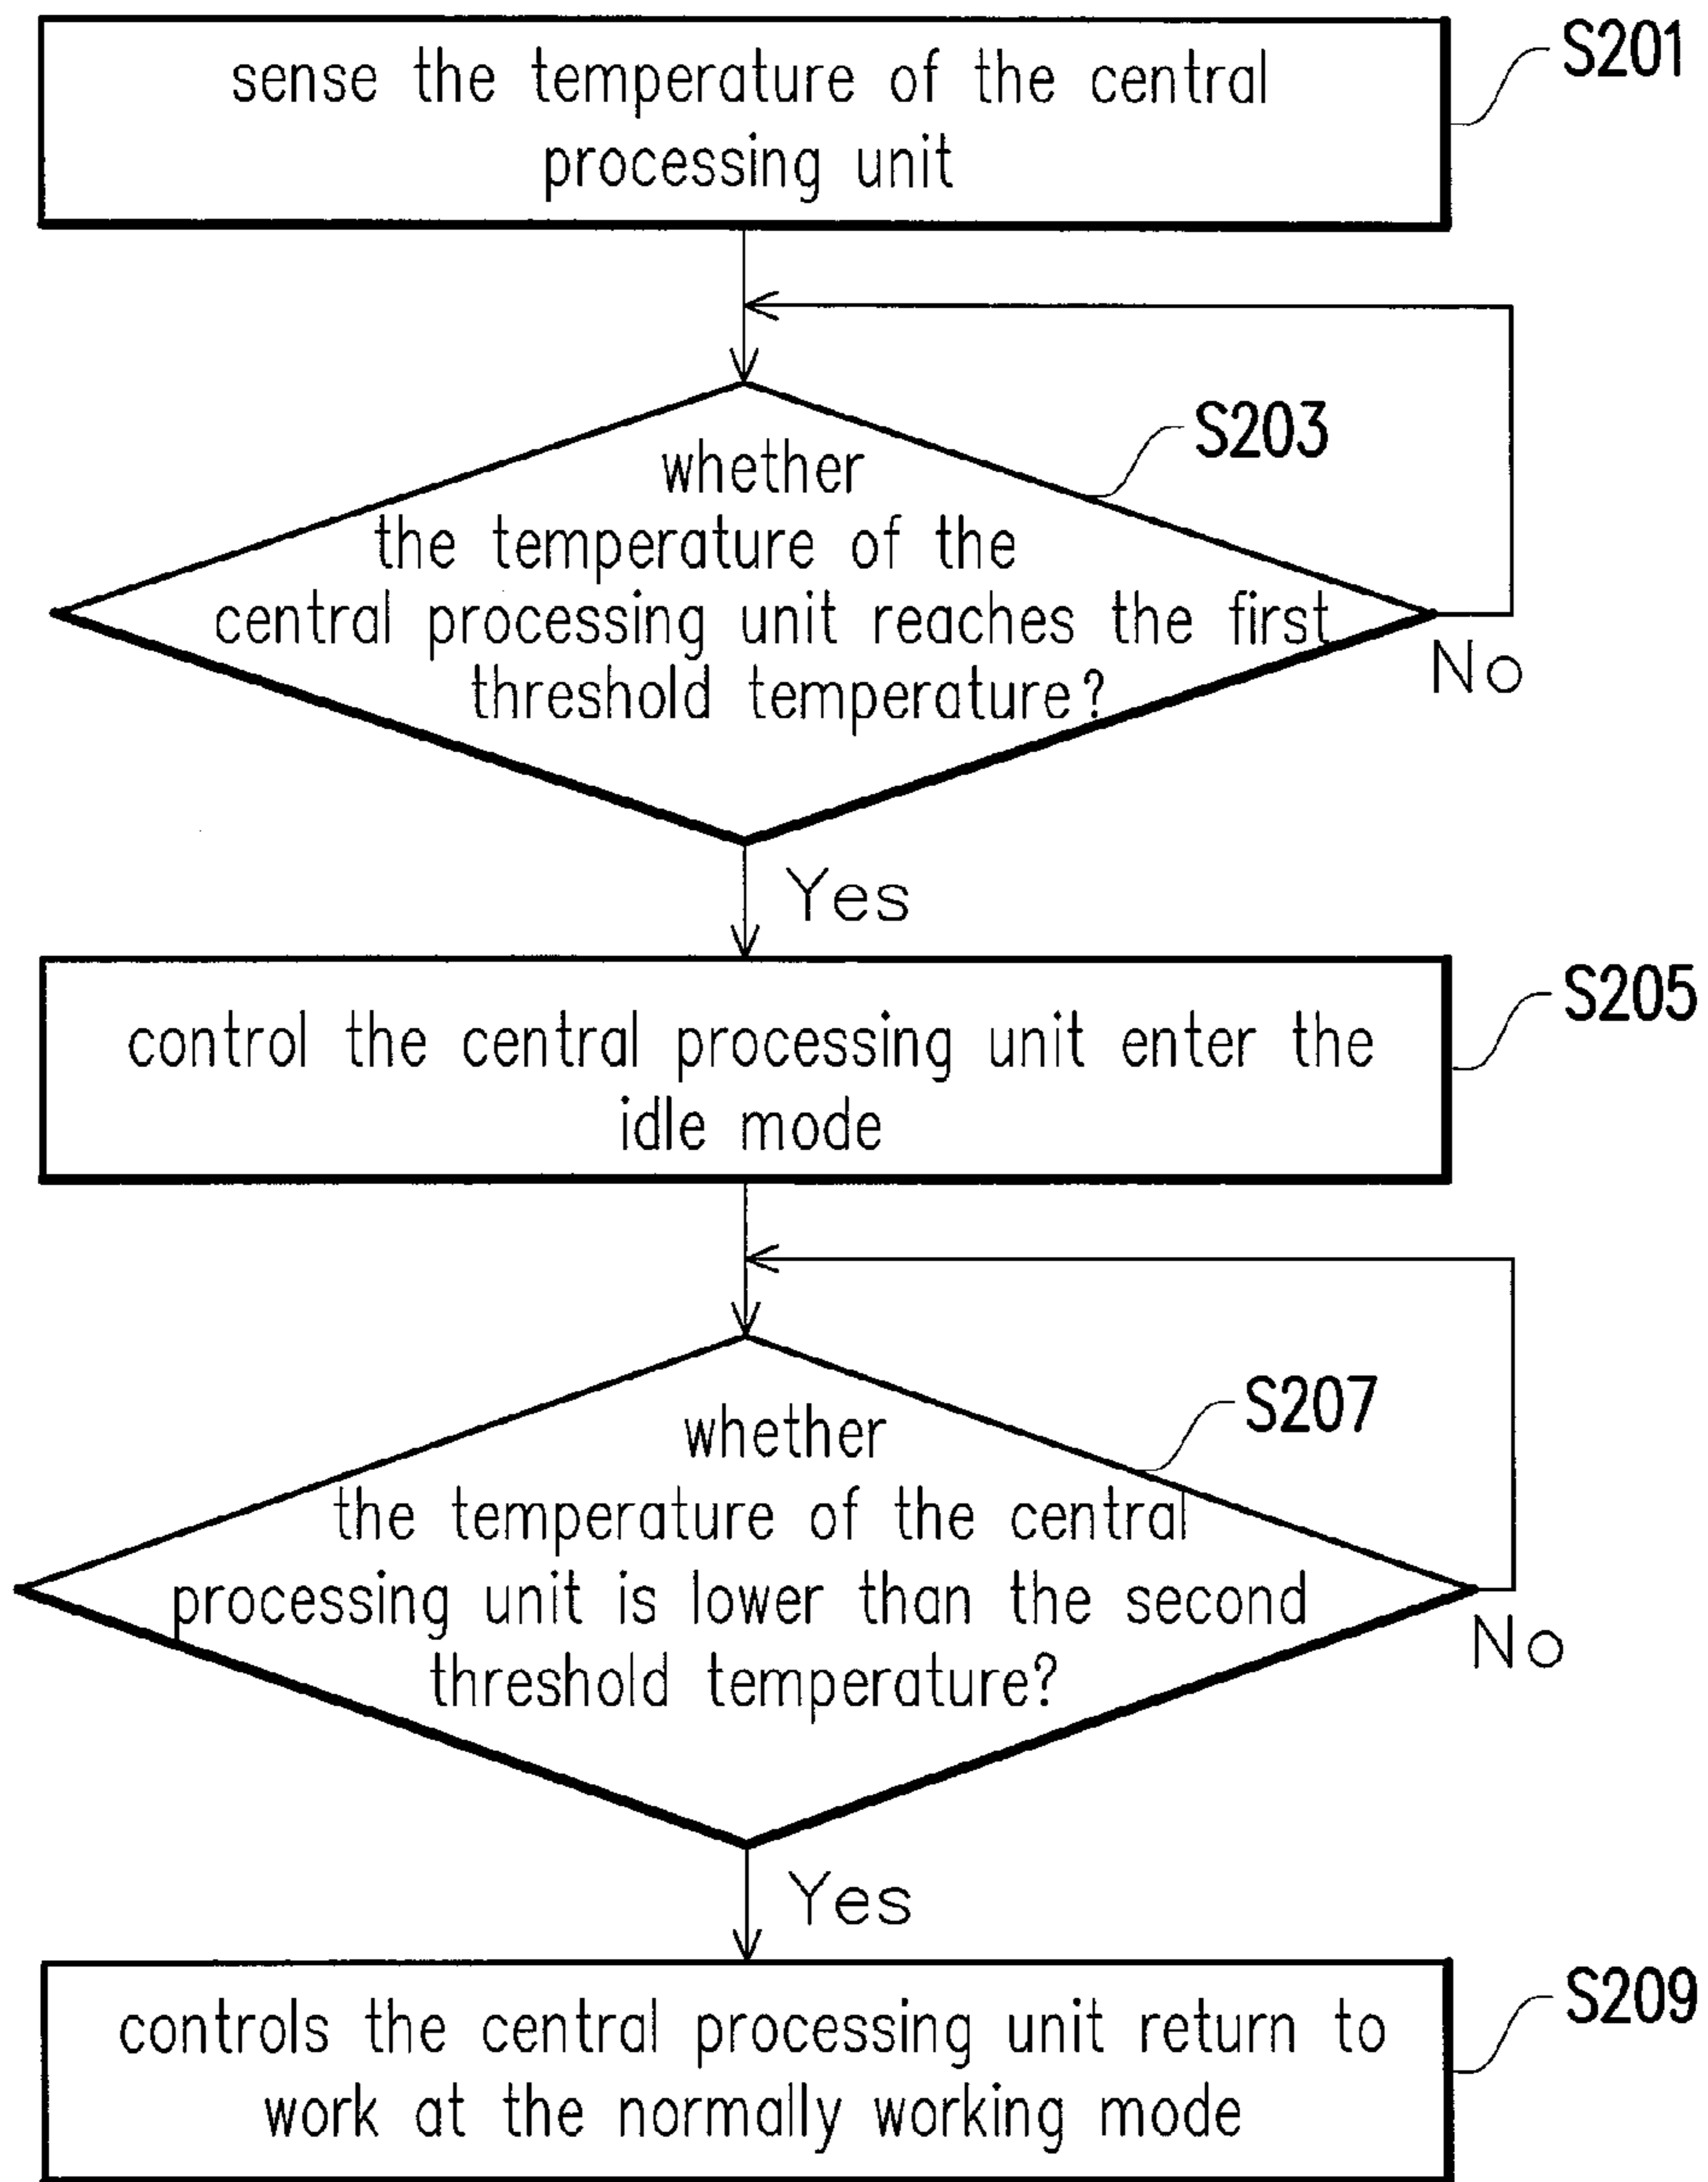 sense the temperature of the central
processing unit
S201
S203
whether
the temperature of the
central processing unit reaches the first
threshold temperature?
No
Yes
control the central processing unit enter the
idle mode
S205
S207
whether
the temperature of the central
processing unit is lower than the second
threshold temperature?
No
Yes
controls the central processing unit return to
work at the normally working mode
S209